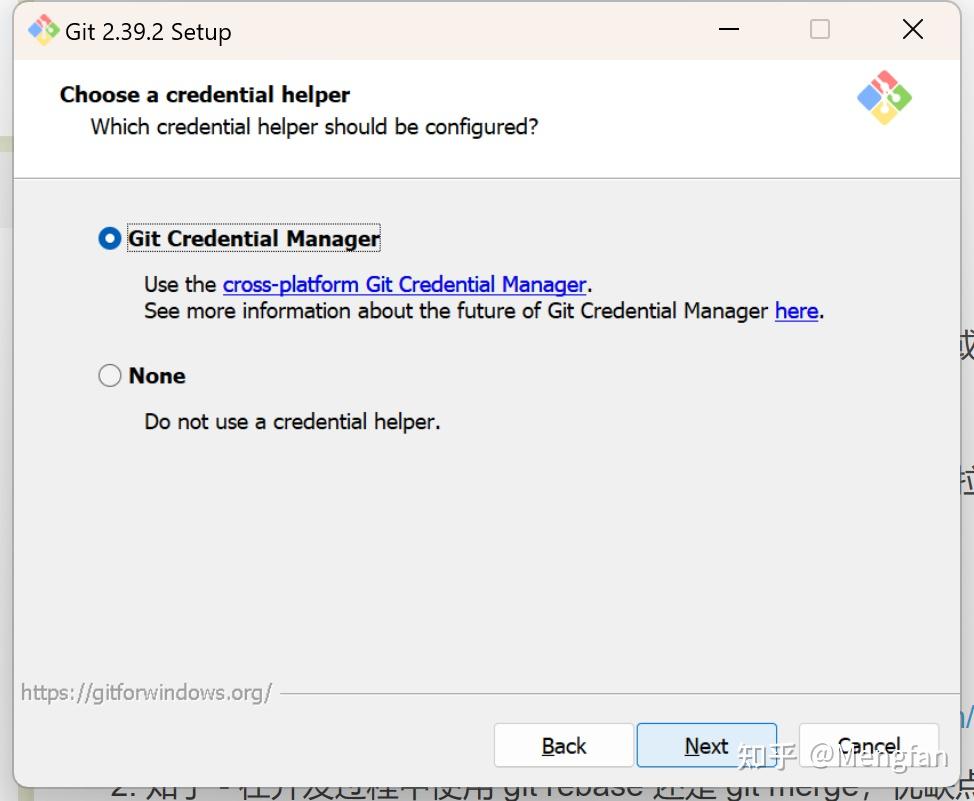 Git 2.39.2 Setup
Choose a credential helper
Which credential helper should be configured?
Git Credential Manager
Use the cross-platform Git Credential Manager.
See more information about the future of Git Credential Manager here.
或
None
Do not use a credential helper.
https://gitforwindows.org/
Back Next Cancel
知乎 @Mengfan
2. 知乎 - 在开发过程中使用 git rebase 还是 git merge，优缺点